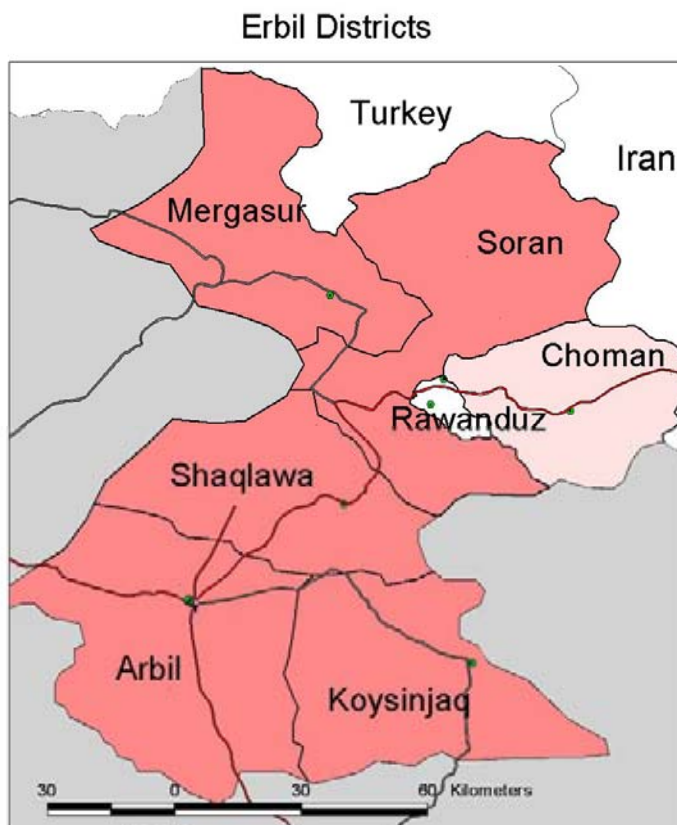 Erbil Districts
Turkey
Iran
Mergasur
Soran
Choman
Rawanduz
Shaqlawa
Arbil
Koysinjaq
30 0 30 60 Kilometers